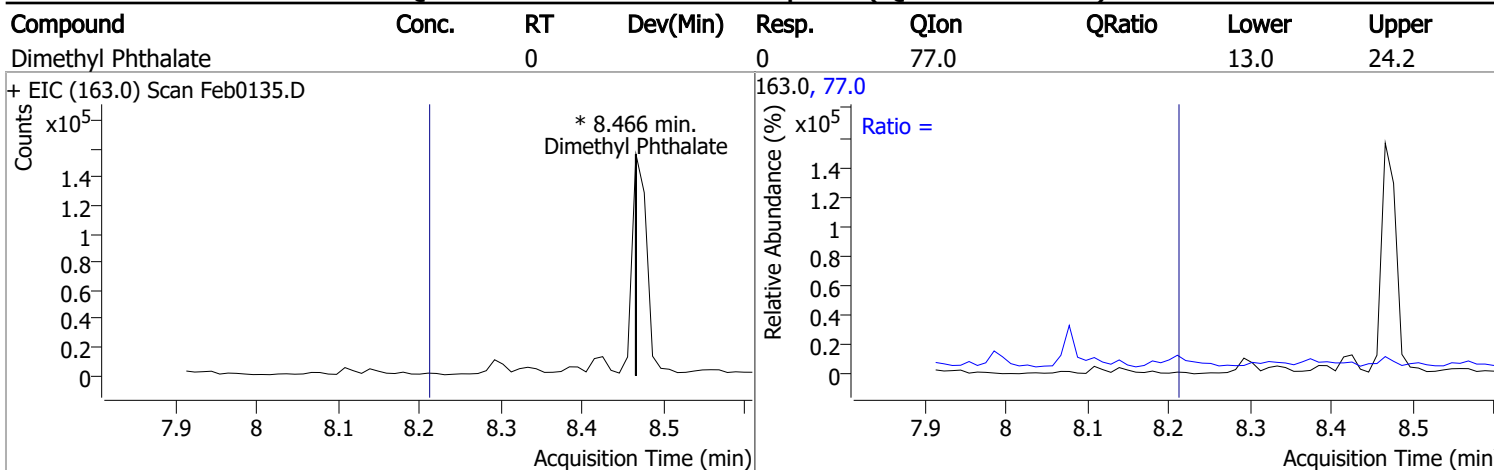 Compound Conc. RT Dev(Min) Resp. QIon QRatio Lower Upper
Dimethyl Phthalate 0 0 77.0 13.0 24.2
+ EIC (163.0) Scan Feb0135.D
Counts
x10⁵
* 8.466 min.
Dimethyl Phthalate
1.4
1.2
1
0.8
0.6
0.4
0.2
0
7.9 8 8.1 8.2 8.3 8.4 8.5
Acquisition Time (min)
163.0, 77.0
Relative Abundance (%)
x10⁵
Ratio =
1.4
1.2
1
0.8
0.6
0.4
0.2
0
7.9 8 8.1 8.2 8.3 8.4 8.5
Acquisition Time (min